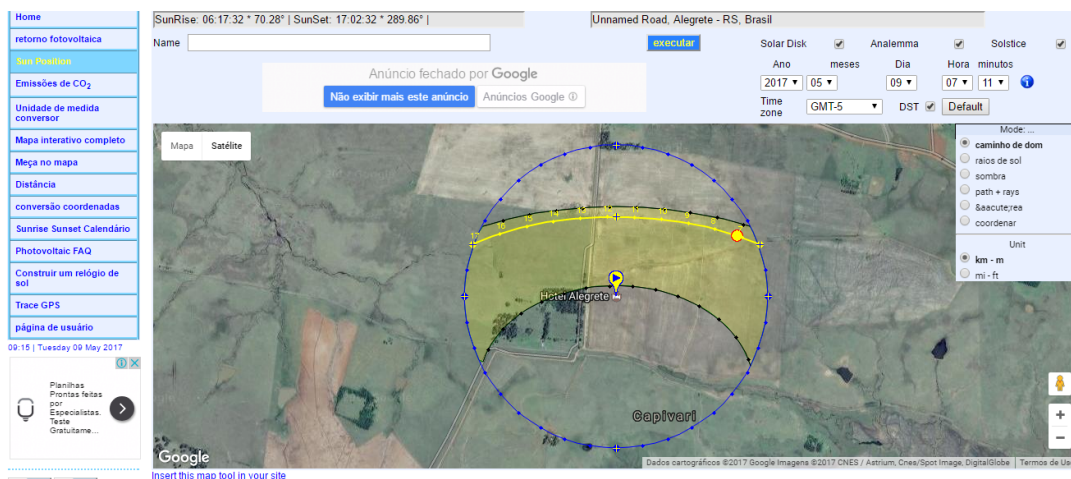 Home
retorno fotovoltaica
Sun Position
Emissões de CO2
Unidade de medida
conversor
Mapa interativo completo
Meça no mapa
Distância
conversão coordenadas
Sunrise Sunset Calendário
Photovoltaic FAQ
Construir um relógio de
sol
Trace GPS
página de usuário
09:15 | Tuesday 09 May 2017
Planilhas
Prontas feitas
por
Especialistas.
Teste
Gratuitame...
SunRise: 06:17:32 * 70.28° | SunSet: 17:02:32 * 289.86° |
Unnamed Road, Alegrete - RS, Brasil
Name
executar
Solar Disk
Analemma
Solstice
Anúncio fechado por Google
Não exibir mais este anúncio
Anúncios Google
Ano meses Dia Hora minutos
2017 05 09 07 11
Time
zone
GMT-5
DST
Default
Mapa Satélite
Mode: ...
caminho de dom
raios de sol
sombra
path + rays
&aacute;rea
coordenar
Unit
km - m
mi - ft
17 16 15 14 11 10 9 8
Hotel Alegrete
Capivari
Google
Dados cartográficos ©2017 Google Imagens ©2017 CNES / Astrium, Cnes/Spot Image, DigitalGlobe
Termos de Us
Insert this map tool in your site